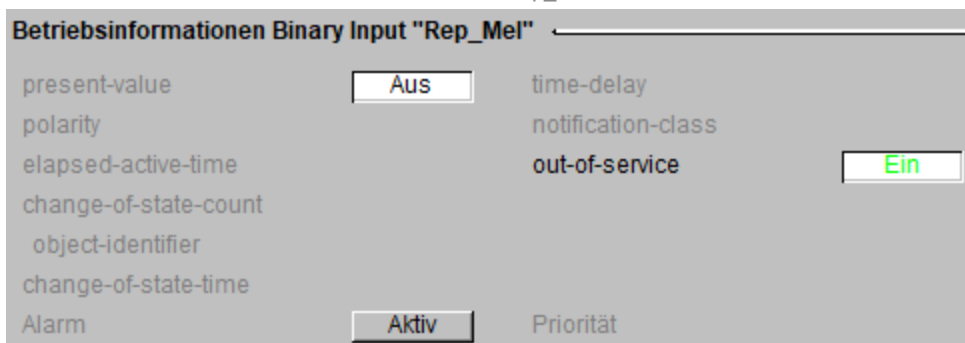 Betriebsinformationen Binary Input "Rep_Mel"
present-value Aus time-delay
polarity notification-class
elapsed-active-time out-of-service Ein
change-of-state-count
object-identifier
change-of-state-time
Alarm Aktiv Priorität